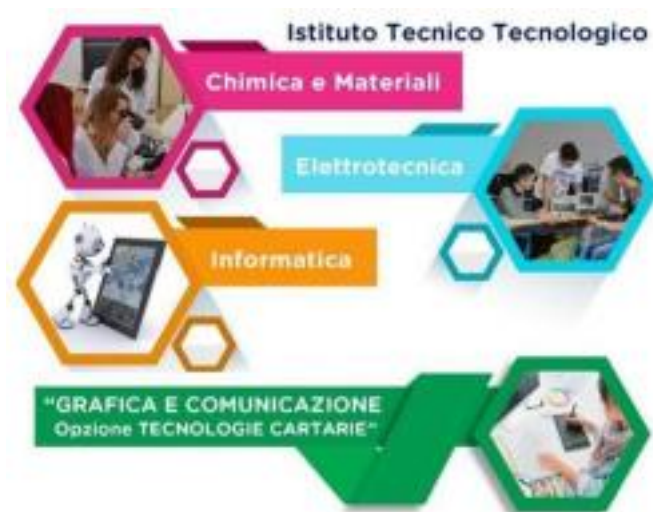 Istituto Tecnico Tecnologico
Chimica e Materiali
Elettrotecnica
Informatica
"GRAFICA E COMUNICAZIONE
Opzione TECNOLOGIE CARTARIE"